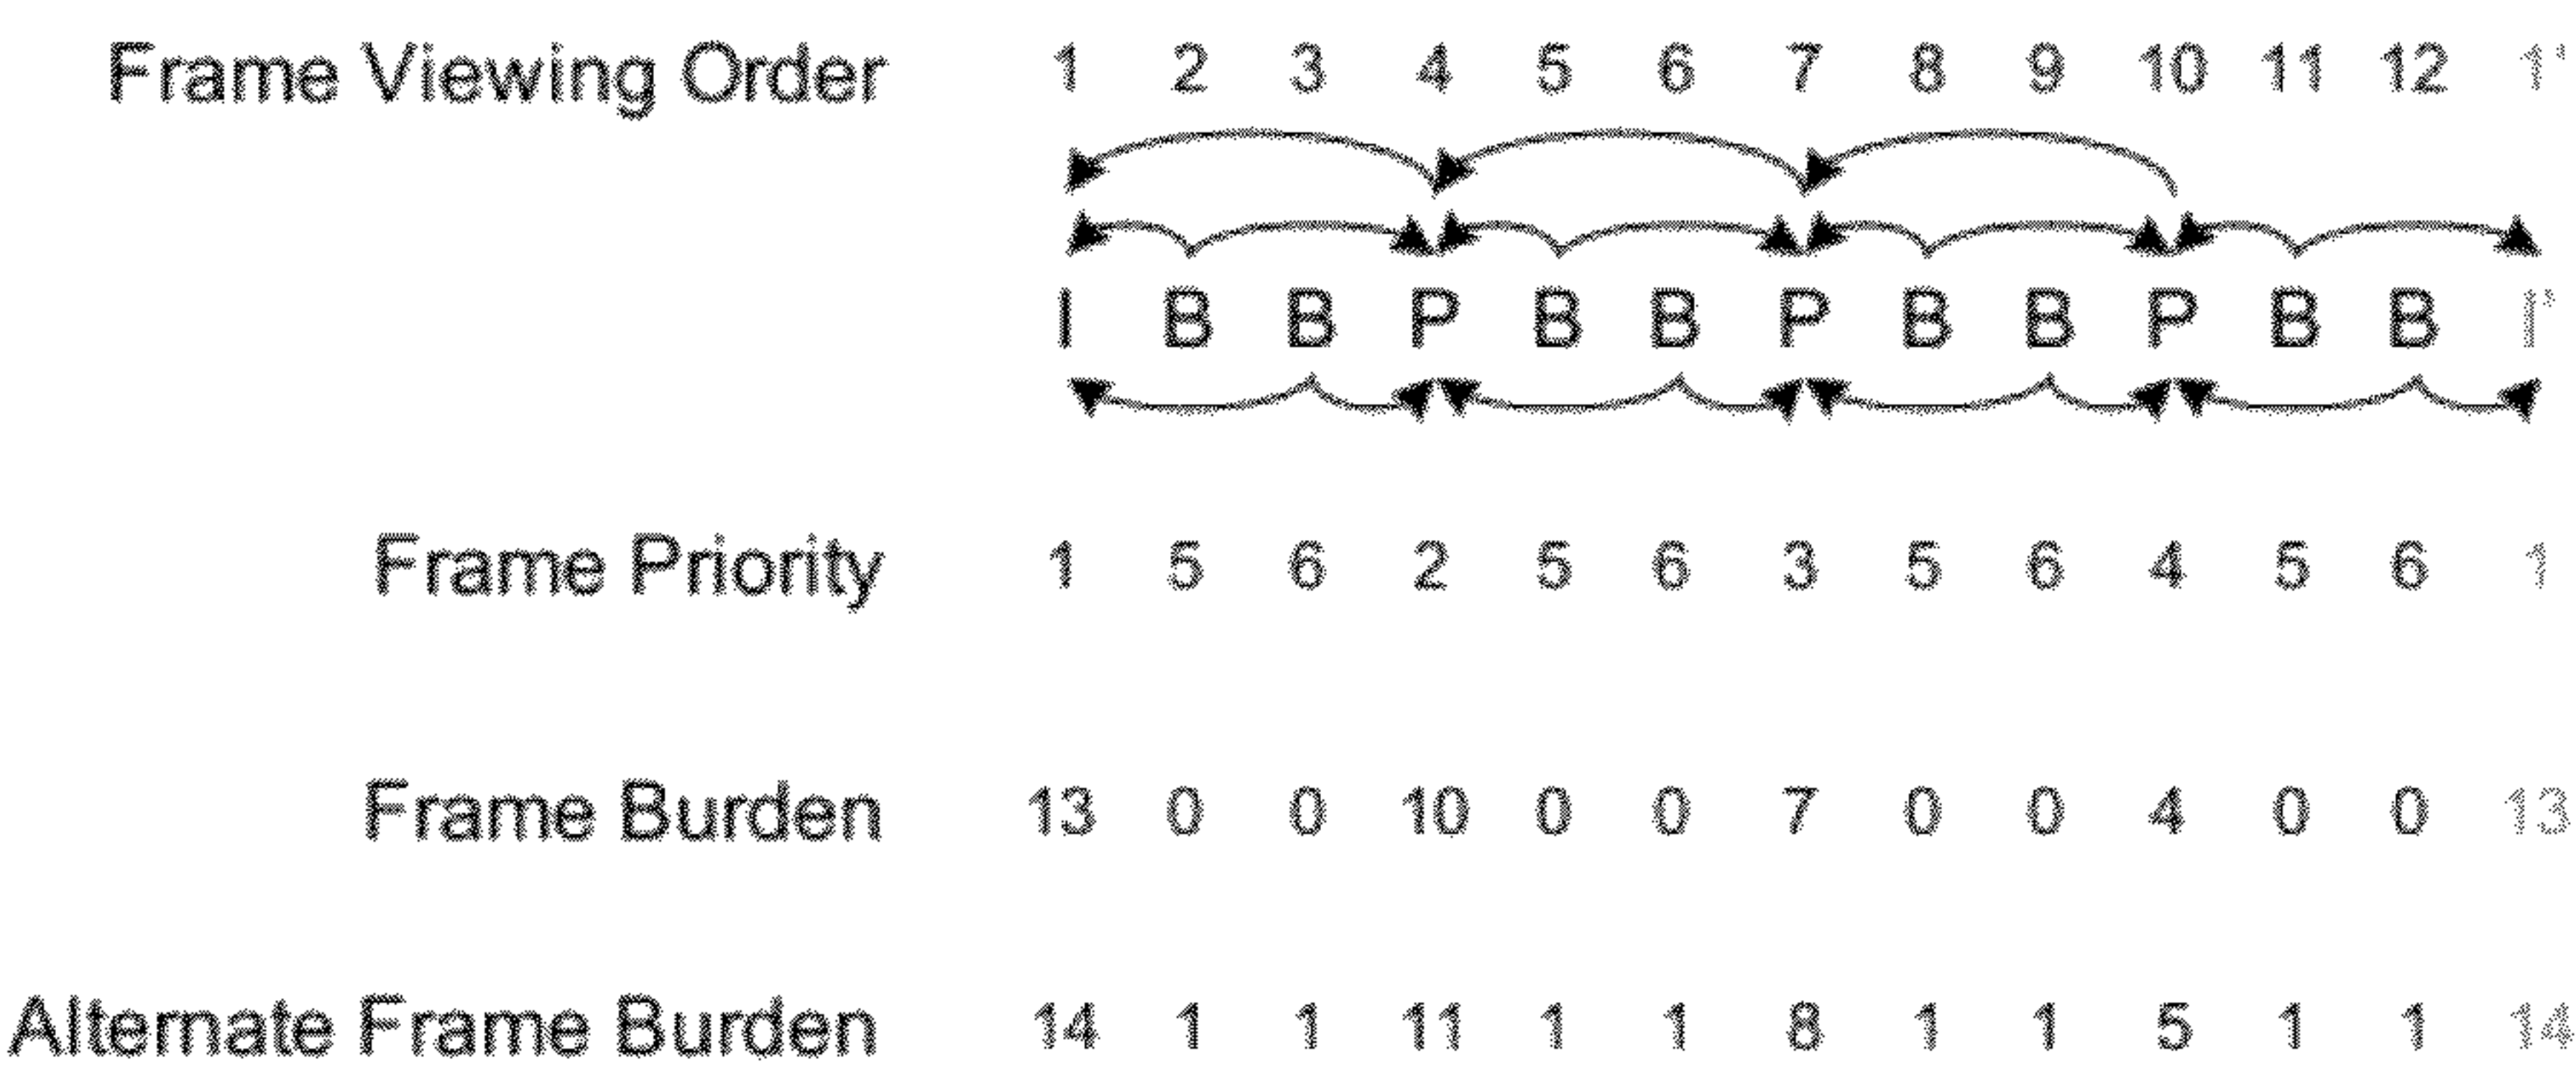 Frame Viewing Order 1 2 3 4 5 6 7 8 9 10 11 12 1'
I B B P B B P B B P B B I'
Frame Priority 1 5 6 2 5 6 3 5 6 4 5 6 1
Frame Burden 13 0 0 10 0 0 7 0 0 4 0 0 13
Alternate Frame Burden 14 1 1 11 1 1 8 1 1 5 1 1 14